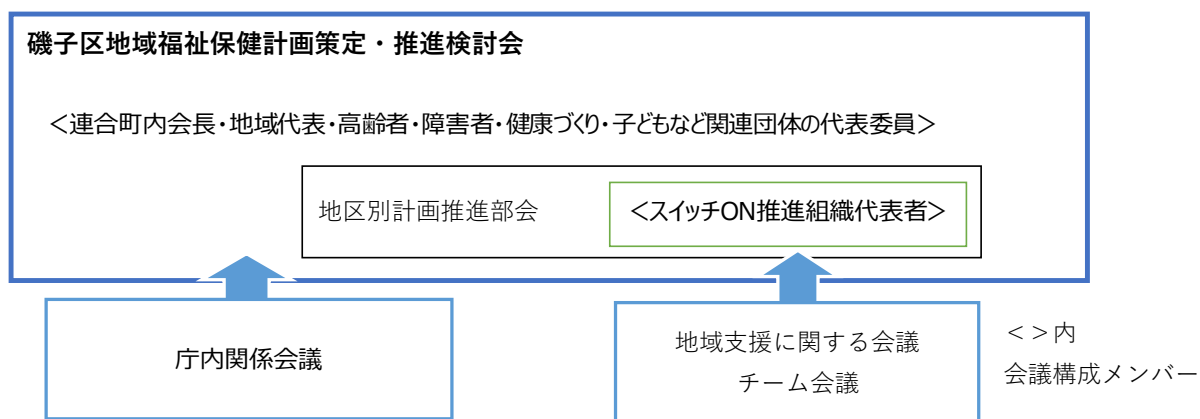 磯子区地域福祉保健計画策定・推進検討会
＜連合町内会長・地域代表・高齢者・障害者・健康づくり・子どもなど関連団体の代表委員＞
地区別計画推進部会
＜スイッチON推進組織代表者＞
庁内関係会議
地域支援に関する会議
チーム会議
＜＞内
会議構成メンバー